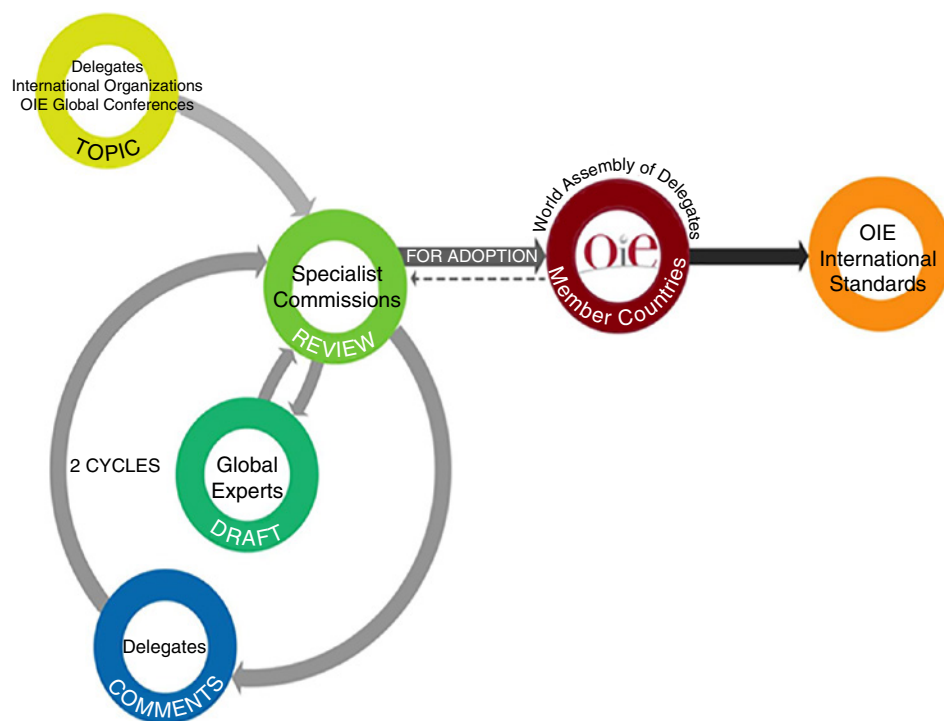 Delegates
International Organizations
OIE Global Conferences
TOPIC
Specialist
Commissions
REVIEW
FOR ADOPTION
World Assembly of Delegates
OiE
Member Countries
OIE
International
Standards
2 CYCLES
Global
Experts
DRAFT
Delegates
COMMENTS